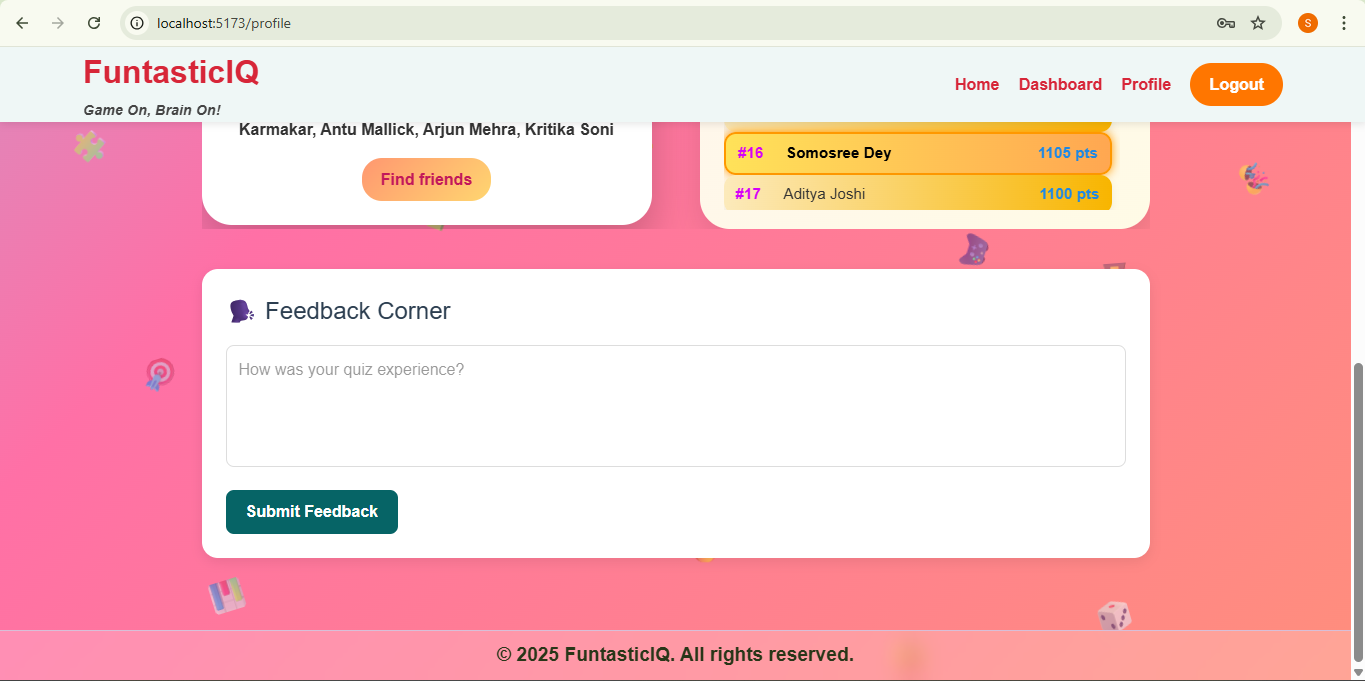 localhost:5173/profile
S
FuntasticIQ
Game On, Brain On!
Home Dashboard Profile Logout
Karmakar, Antu Mallick, Arjun Mehra, Kritika Soni
Find friends
#16 Somosree Dey 1105 pts
#17 Aditya Joshi 1100 pts
Feedback Corner
How was your quiz experience?
Submit Feedback
© 2025 FuntasticIQ. All rights reserved.